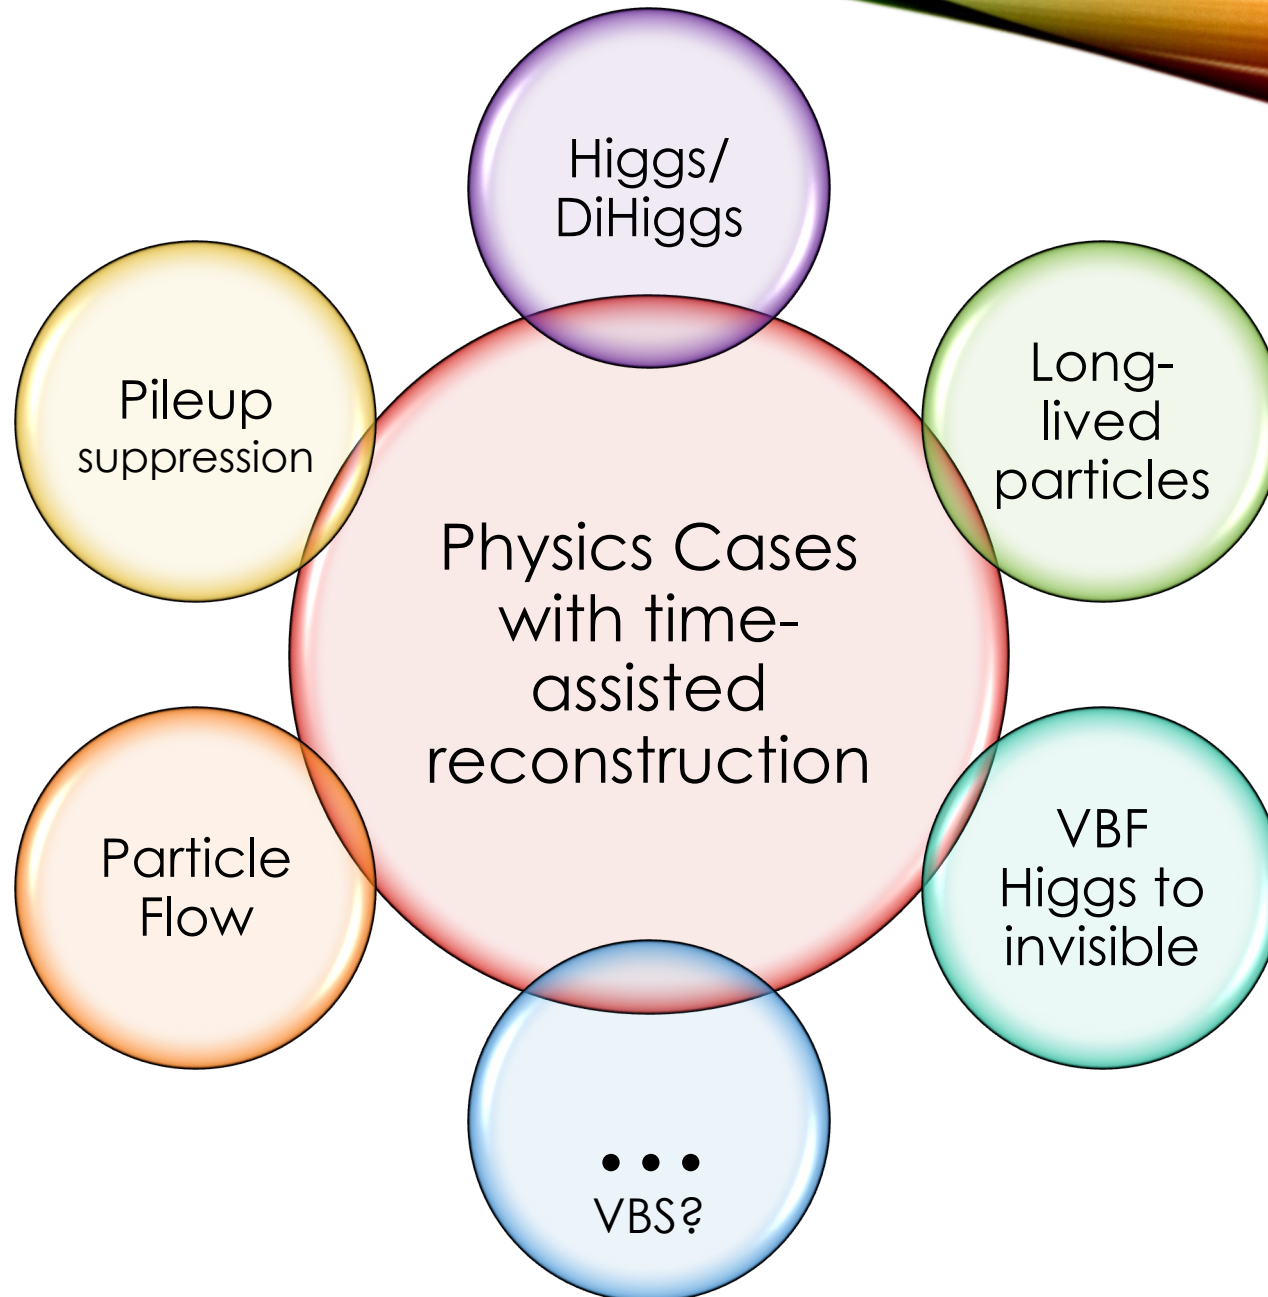 Higgs/
DiHiggs
Pileup
suppression
Long-
lived
particles
Physics Cases
with time-
assisted
reconstruction
Particle
Flow
VBF
Higgs to
invisible
...
VBS?